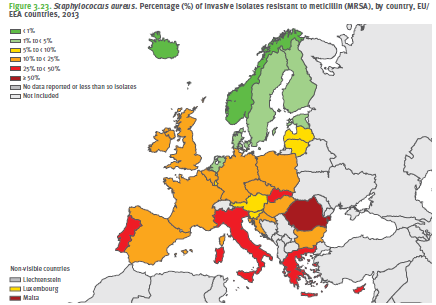 Figure 3.23. Staphylococcus aureus. Percentage (%) of invasive isolates resistant to meticillin (MRSA), by country, EU/
EEA countries, 2013
< 1%
1% to < 5%
5% to < 10%
10% to < 25%
25% to < 50%
≥ 50%
No data reported or less than 10 isolates
Not included
Non-visible countries
Liechtenstein
Luxembourg
Malta